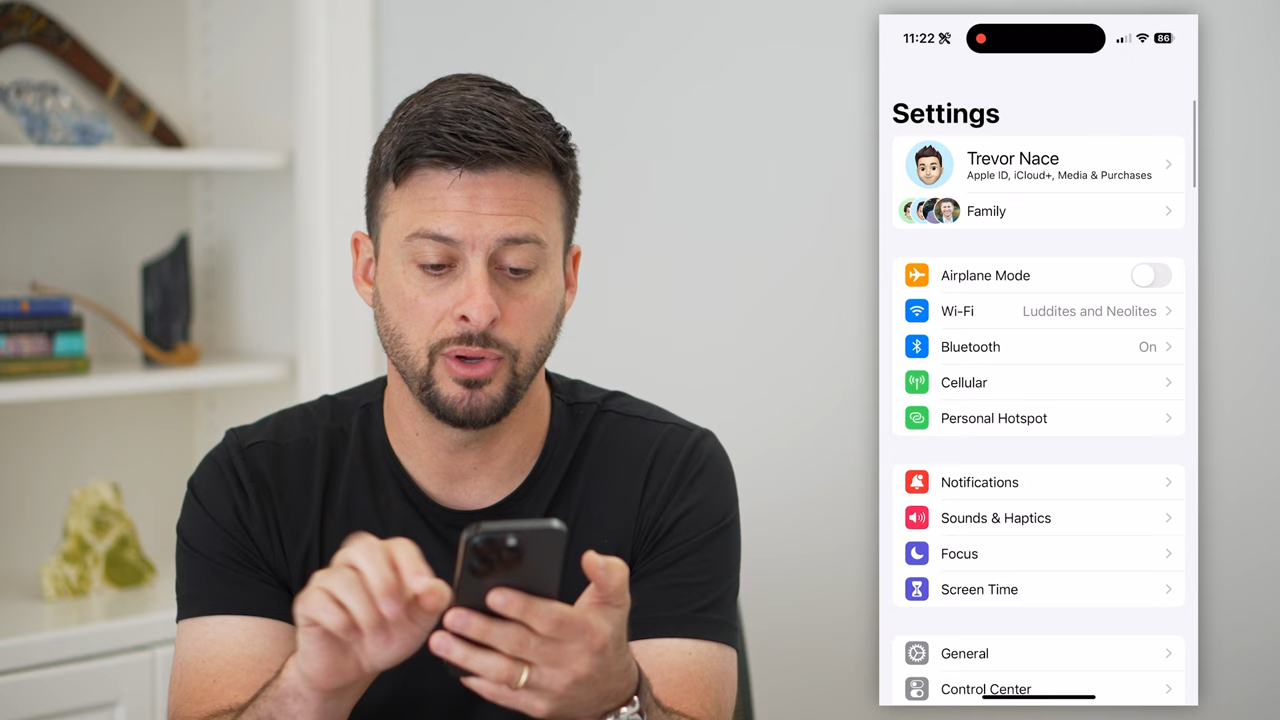 11:22
86
Settings
Trevor Nace
Apple ID, iCloud+, Media & Purchases
Family
Airplane Mode
Wi-Fi Luddites and Neolites
Bluetooth On
Cellular
Personal Hotspot
Notifications
Sounds & Haptics
Focus
Screen Time
General
Control Center